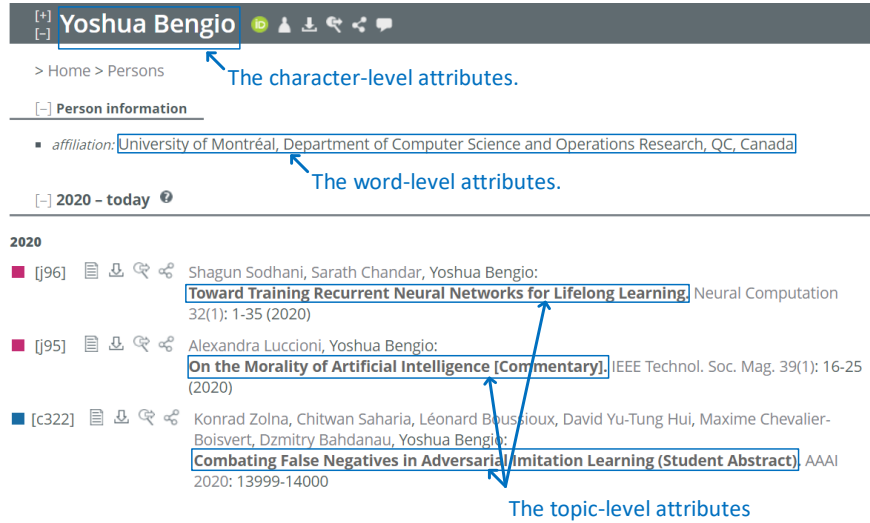 [+]
[–]
Yoshua Bengio
The character-level attributes.
> Home > Persons
[–] Person information
affiliation: University of Montréal, Department of Computer Science and Operations Research, QC, Canada
The word-level attributes.
[–] 2020 – today ?
2020
[j96] Shagun Sodhani, Sarath Chandar, Yoshua Bengio:
Toward Training Recurrent Neural Networks for Lifelong Learning. Neural Computation
32(1): 1-35 (2020)
[j95] Alexandra Luccioni, Yoshua Bengio:
On the Morality of Artificial Intelligence [Commentary]. IEEE Technol. Soc. Mag. 39(1): 16-25
(2020)
[c322] Konrad Zolna, Chitwan Saharia, Léonard Boussioux, David Yu-Tung Hui, Maxime Chevalier-
Boisvert, Dzmitry Bahdanau, Yoshua Bengio:
Combating False Negatives in Adversarial Imitation Learning (Student Abstract). AAAI
2020: 13999-14000
The topic-level attributes